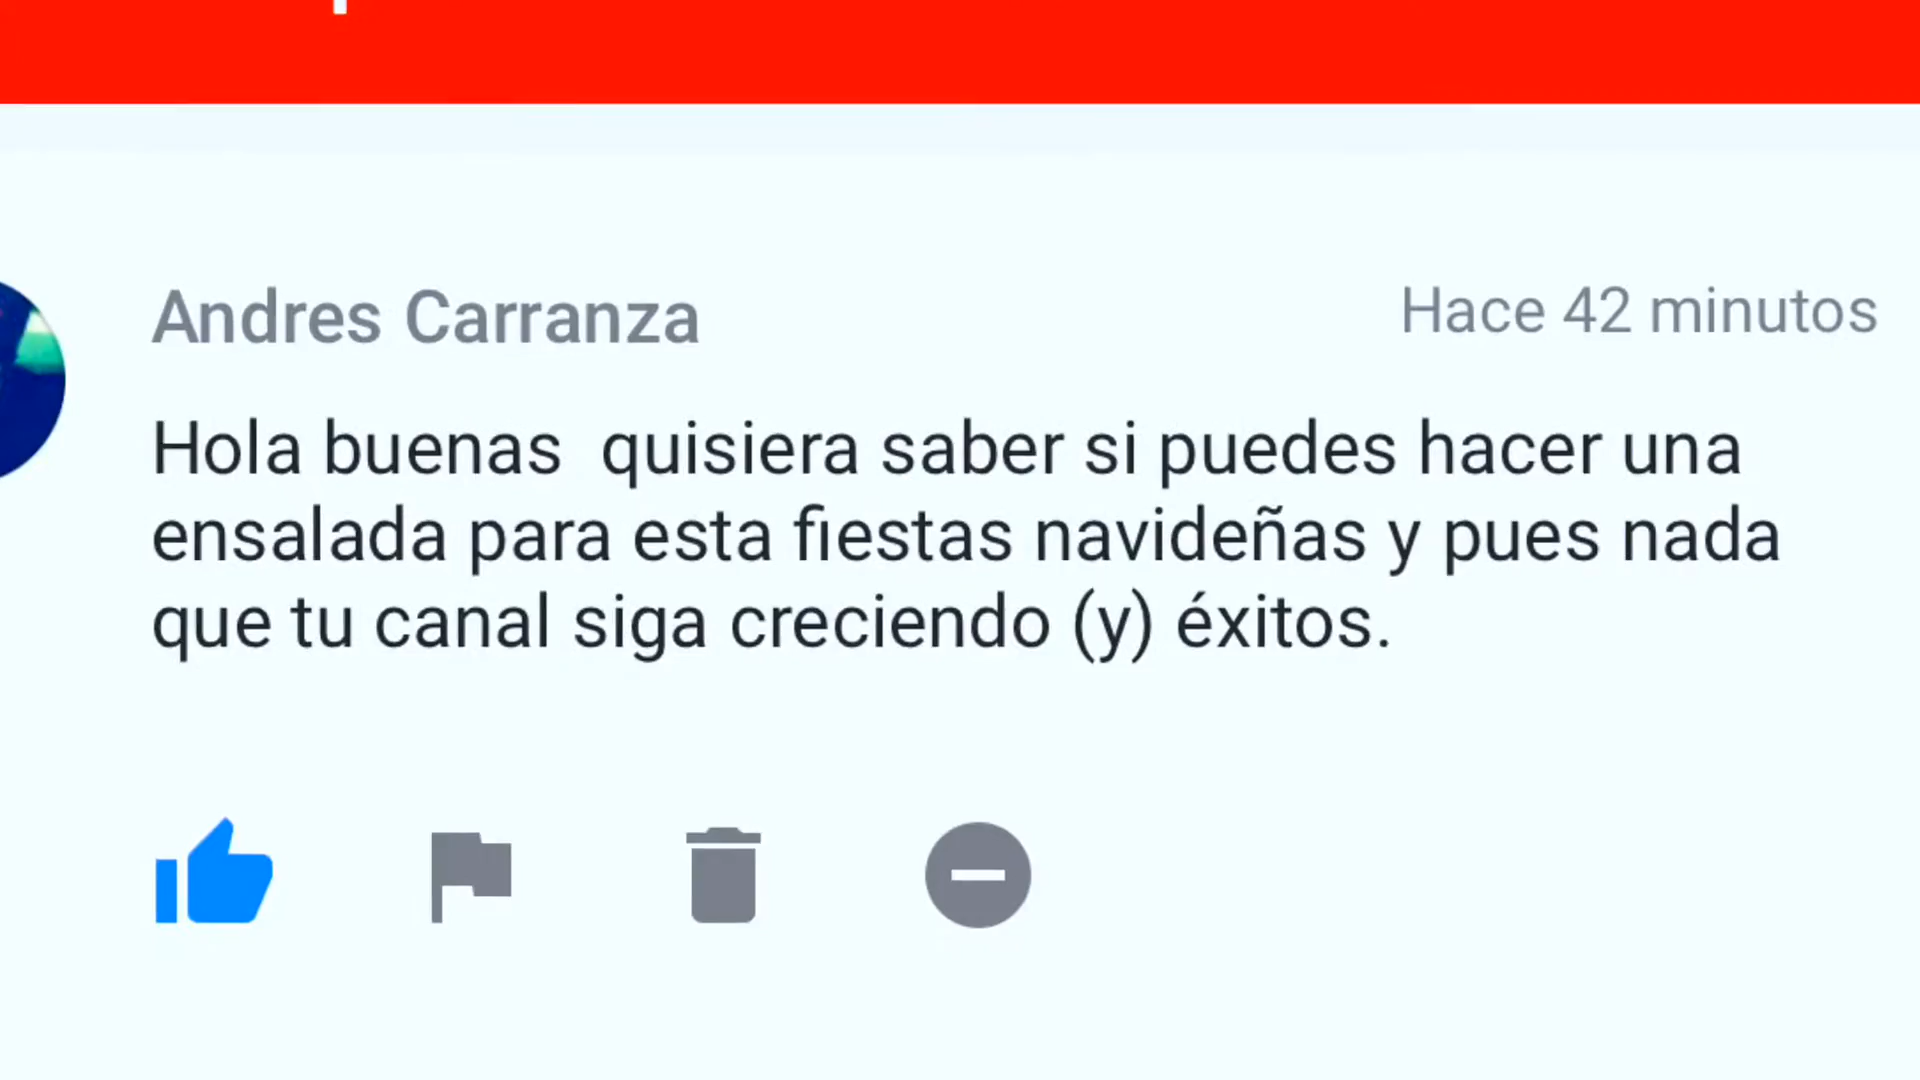 Andres Carranza
Hace 42 minutos
Hola buenas  quisiera saber si puedes hacer una
ensalada para esta fiestas navideñas y pues nada
que tu canal siga creciendo (y) éxitos.